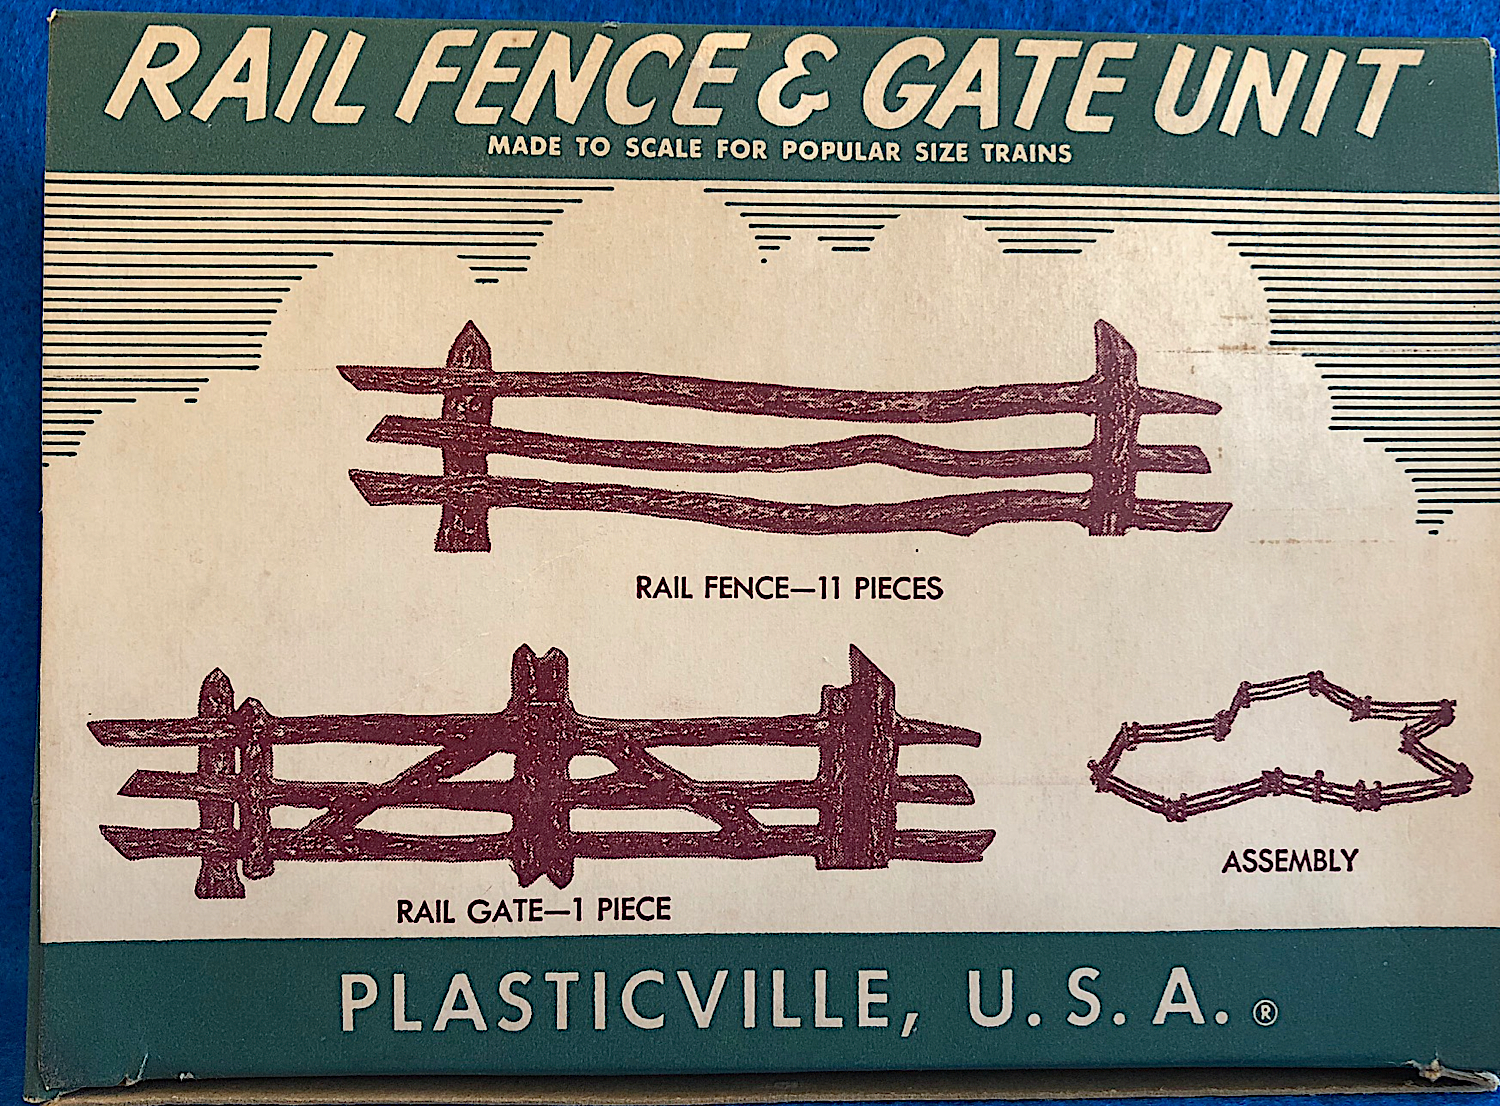 RAIL FENCE & GATE UNIT
MADE TO SCALE FOR POPULAR SIZE TRAINS
RAIL FENCE—11 PIECES
RAIL GATE—1 PIECE
ASSEMBLY
PLASTICVILLE, U.S.A.®